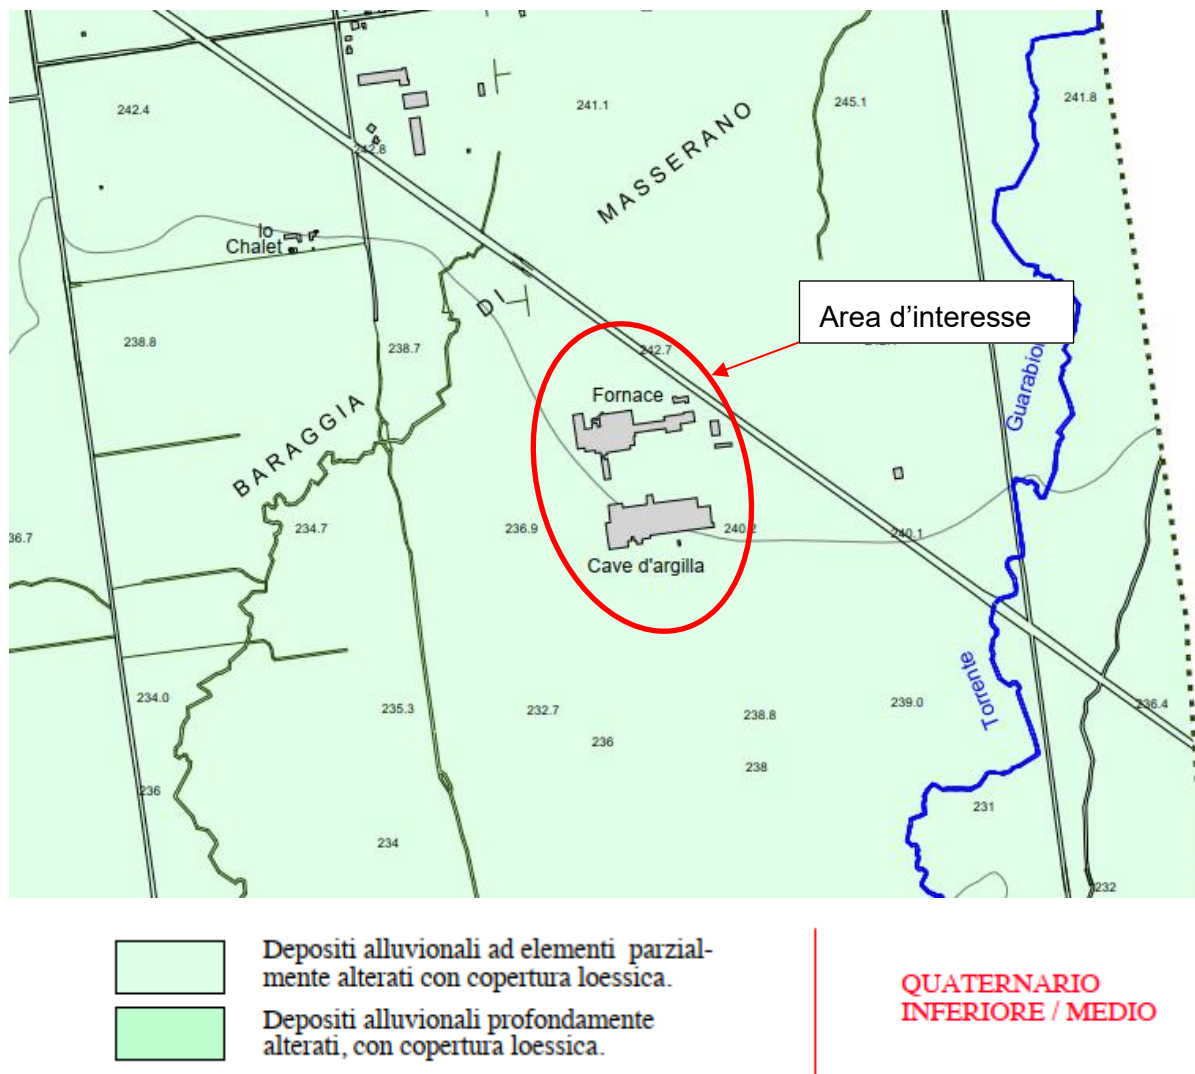 242.4
241.1
245.1
241.8
242.8
MASSERANO
lo
Chalet
DI
Area d'interesse
238.8
238.7
242.7
Fornace
BARAGGIA
234.7
236.9
240.2
240.1
36.7
Cave d'argilla
Torrente
234.0
235.3
232.7
238.8
239.0
236.4
236
238
236
231
234
232
Depositi alluvionali ad elementi parzial-
mente alterati con copertura loessica.
Depositi alluvionali profondamente
alterati, con copertura loessica.
QUATERNARIO
INFERIORE / MEDIO